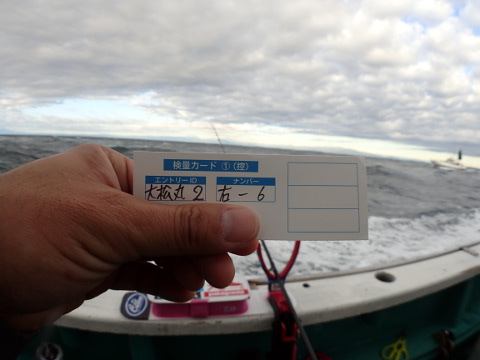 検量カード ①(控)
エントリーID ナンバー
大松丸 2 右-6